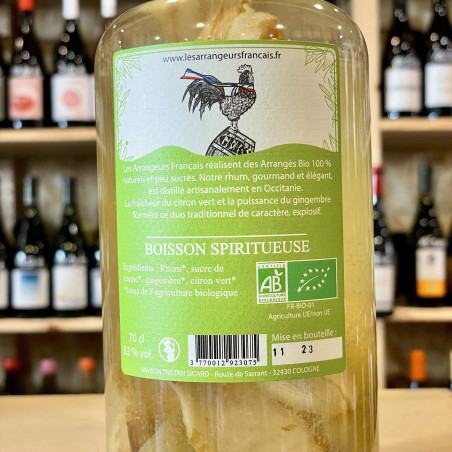 www.lesarrangeursfrancais.fr
Les Arrangeurs Français réalisent des Arrangés Bio 100 %
naturels et peu sucrés. Notre rhum, gourmand et élégant,
est distillé artisanalement en Occitanie.
La fraîcheur du citron vert et la puissance du gingembre
forment ce duo traditionnel de caractère, explosif.
BOISSON SPIRITUEUSE
Ingrédients : Rhum*, sucre de
canne*, gingembre*, citron vert*
*issus de l'agriculture biologique
CERTIFIÉ
AB
AGRICULTURE
BIOLOGIQUE
FR-BIO-01
Agriculture UE/non UE
70 cl
32 % vol.
3 770012 923075
Mise en bouteille :
11 23
MAISON TRISTAN SICARD - Route de Sarrant - 32430 COLOGNE